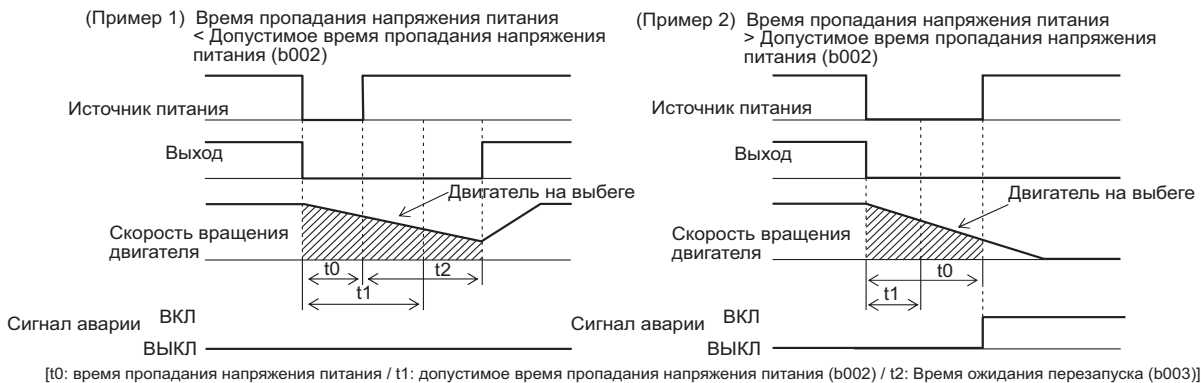 (Пример 1) Время пропадания напряжения питания
< Допустимое время пропадания напряжения
питания (b002)
Источник питания
Выход
Двигатель на выбеге
Скорость вращения
двигателя
t0
t2
t1
Сигнал аварии
ВКЛ
ВЫКЛ
(Пример 2) Время пропадания напряжения питания
> Допустимое время пропадания напряжения
питания (b002)
Источник питания
Выход
Двигатель на выбеге
Скорость вращения
двигателя
t0
t1
Сигнал аварии
ВКЛ
ВЫКЛ
[t0: время пропадания напряжения питания / t1: допустимое время пропадания напряжения питания (b002) / t2: Время ожидания перезапуска (b003)]